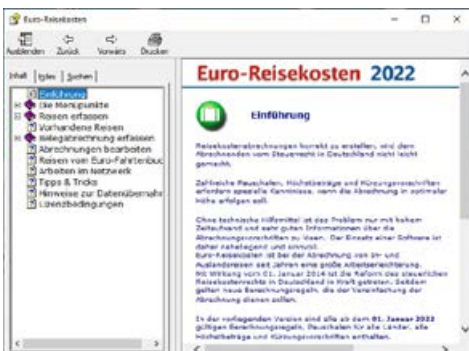 Euro-Reisekosten
Ausblenden Zurück Vorwärts Drucken
Inhalt Index Suchen
Einführung
Die Menüpunkte
Reisen erfassen
Vorhandene Reisen
Belegabrechnung erfassen
Abrechnungen bearbeiten
Reisen vom Euro-Fahrtenbuc
Arbeiten im Netzwerk
Tipps & Tricks
Hinweise zur Datenübernahm
Lizenzbedingungen
Euro-Reisekosten 2022
Einführung
Reisekostenabrechnungen korrekt zu erstellen, wird dem
Abrechnenden vom Steuerrecht in Deutschland nicht leicht
gemacht.
Zahlreiche Pauschalen, Höchstbeträge und Kürzungsvorschriften
erfordern spezielle Kenntnisse, wenn die Abrechnung in optimaler
Höhe erfolgen soll.
Ohne technische Hilfsmittel ist das Problem nur mit hohem
Zeitaufwand und sehr guten Informationen über die
Abrechnungsvorschriften zu lösen. Der Einsatz einer Software ist
daher naheliegend und sinnvoll.
Euro-Reisekosten ist bei der Abrechnung von In- und
Auslandsreisen seit Jahren eine große Arbeitserleichterung.
Mit Wirkung vom 01. Januar 2014 ist die Reform des steuerlichen
Reisekostenrechts in Deutschland in Kraft getreten. Seitdem
gelten neue Berechnungsregeln, die der Vereinfachung der
Abrechnung dienen sollen.
In der vorliegenden Version sind alle ab dem 01. Januar 2022
gültigen Berechnungsregeln, Pauschalen für alle Länder, alle
Höchstbeträge und Kürzungsvorschriften enthalten.